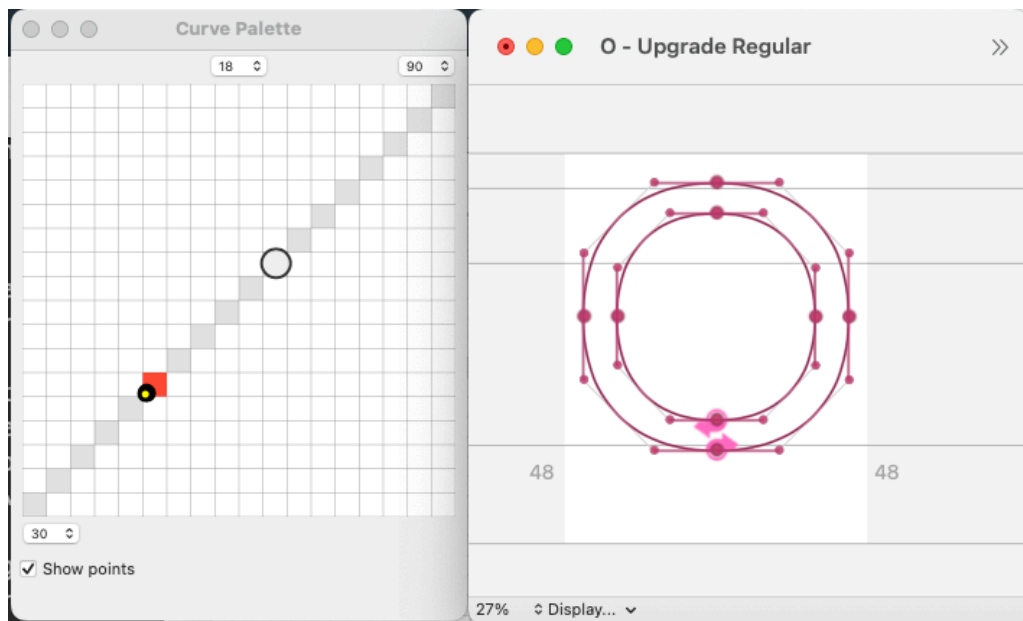 Curve Palette
18
90
30
Show points
O - Upgrade Regular
48
48
27%
Display...